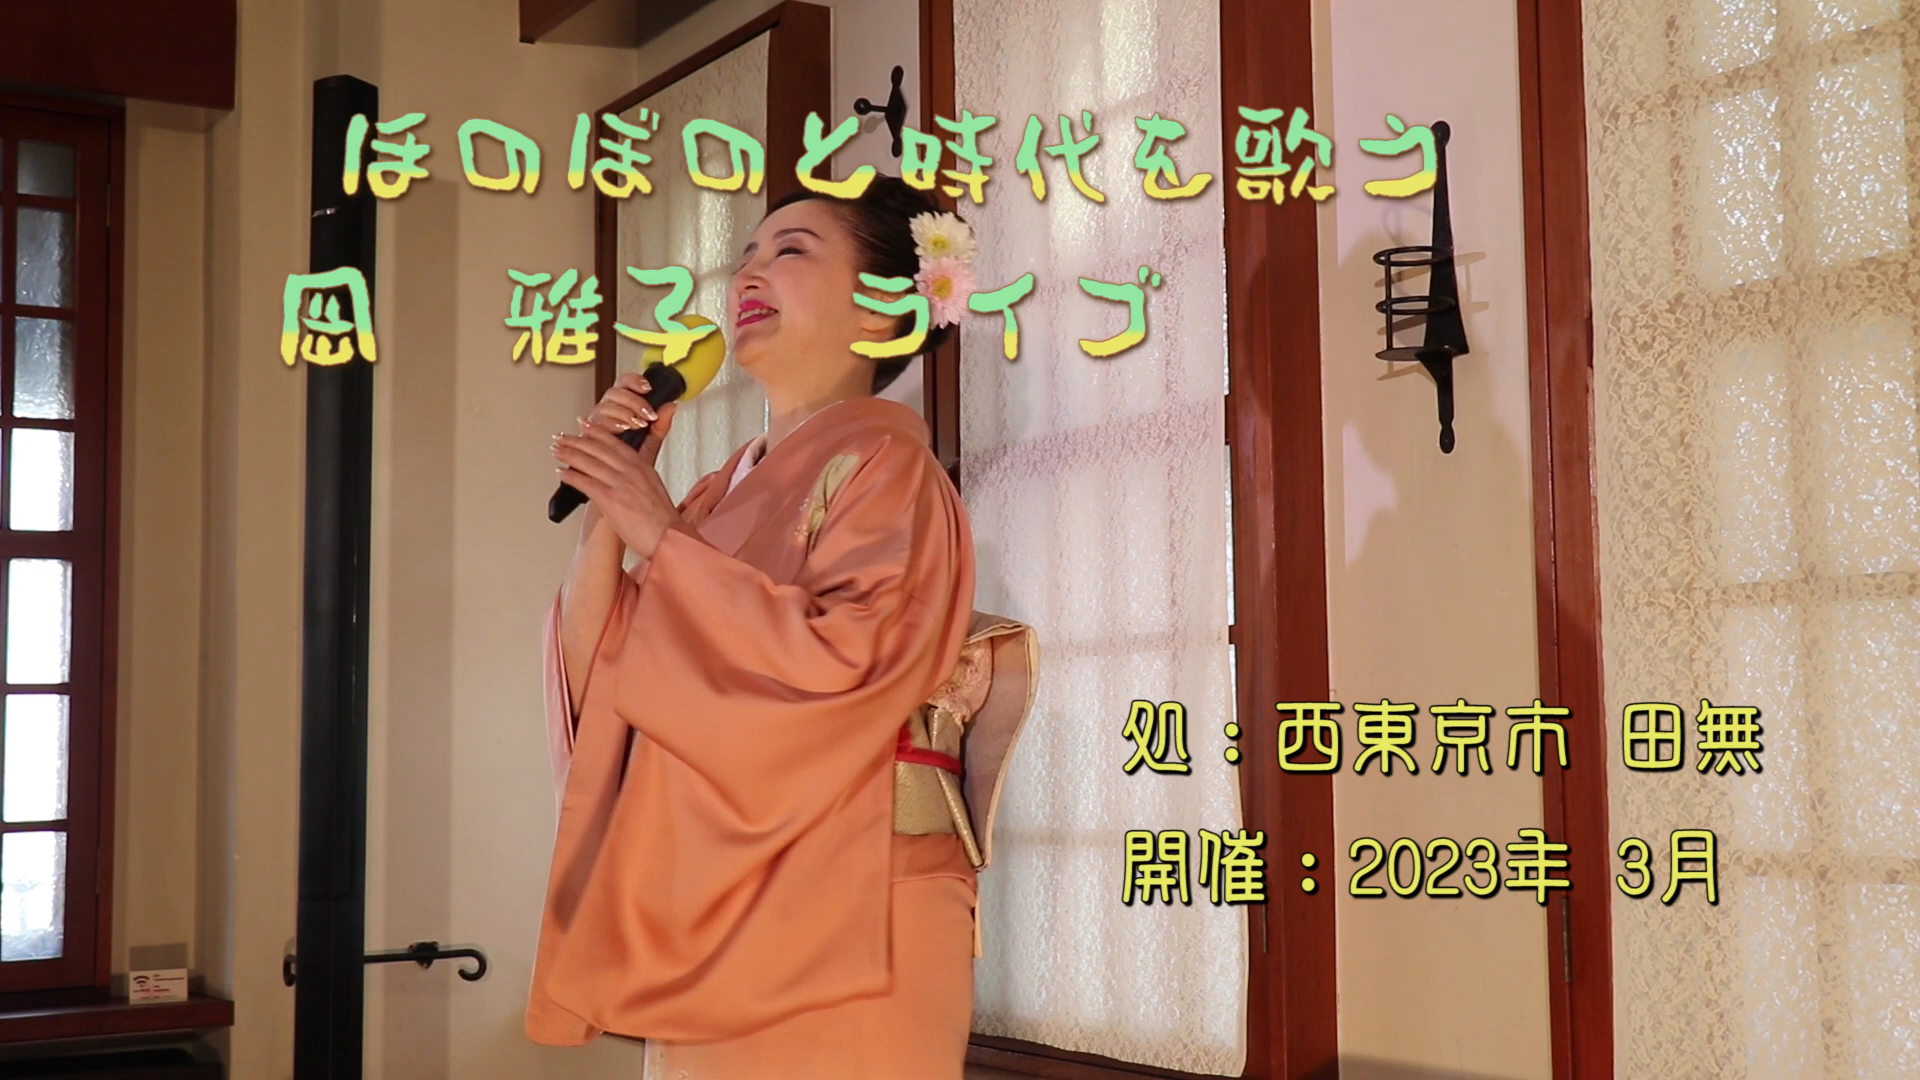 ほのぼのと時代を歌う
岡 雅子 ライブ
処：西東京市 田無
開催：2023年 3月